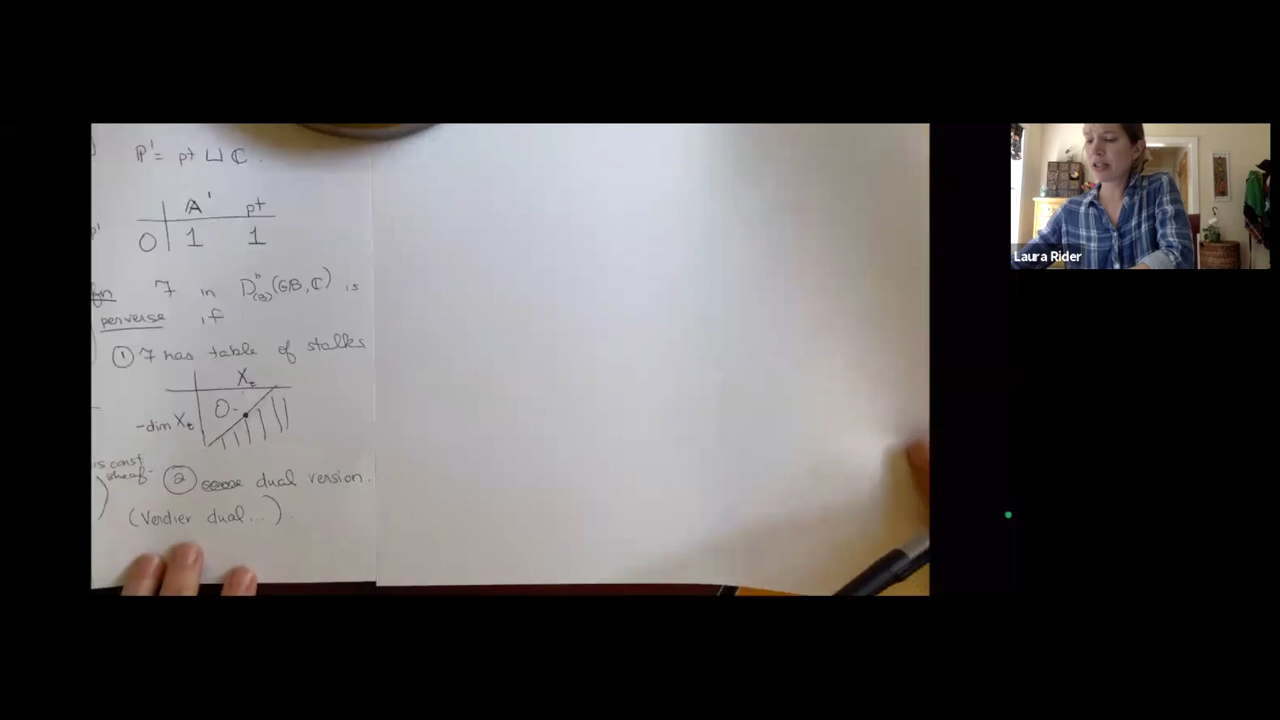 P¹ = pt ⊔ ℂ.
A¹ pt
0 1 1
F in D^b_(B)(G/B, ℂ) is
perverse if
① F has table of stalks
X_t
-dim X_t 0
is const
sheaf
② dual version.
(Verdier dual...)
Laura Rider